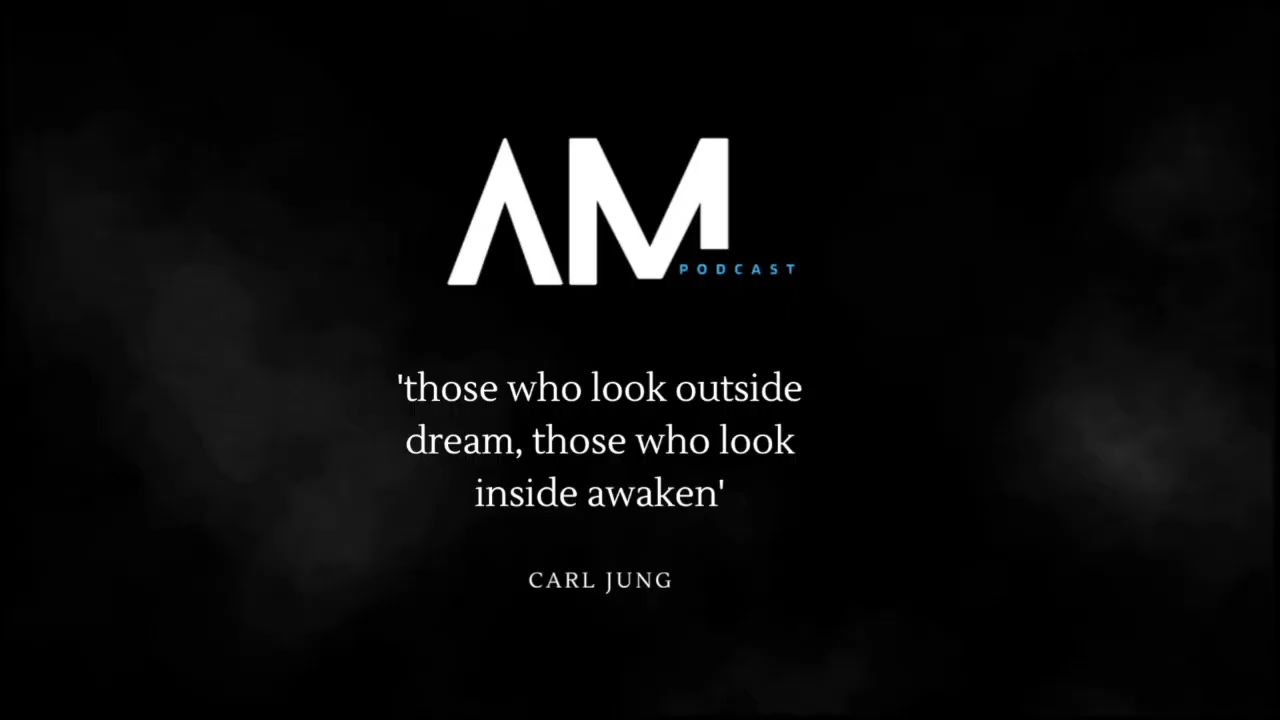 AM
PODCAST
'those who look outside
dream, those who look
inside awaken'
CARL JUNG